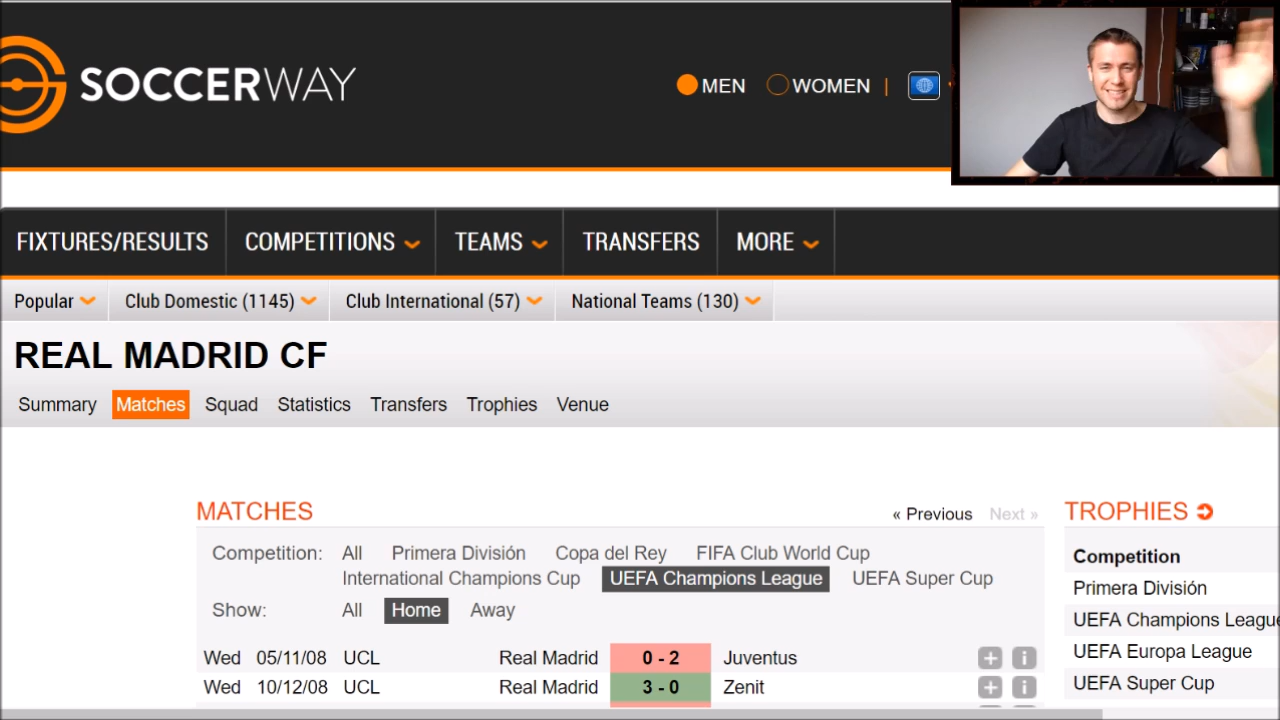 SOCCERWAY
MEN WOMEN |
FIXTURES/RESULTS COMPETITIONS TEAMS TRANSFERS MORE
Popular Club Domestic (1145) Club International (57) National Teams (130)
REAL MADRID CF
Summary Matches Squad Statistics Transfers Trophies Venue
MATCHES
« Previous Next »
Competition: All Primera División Copa del Rey FIFA Club World Cup
International Champions Cup UEFA Champions League UEFA Super Cup
Show: All Home Away
Wed 05/11/08 UCL Real Madrid 0 - 2 Juventus
Wed 10/12/08 UCL Real Madrid 3 - 0 Zenit
TROPHIES
Competition
Primera División
UEFA Champions League
UEFA Europa League
UEFA Super Cup